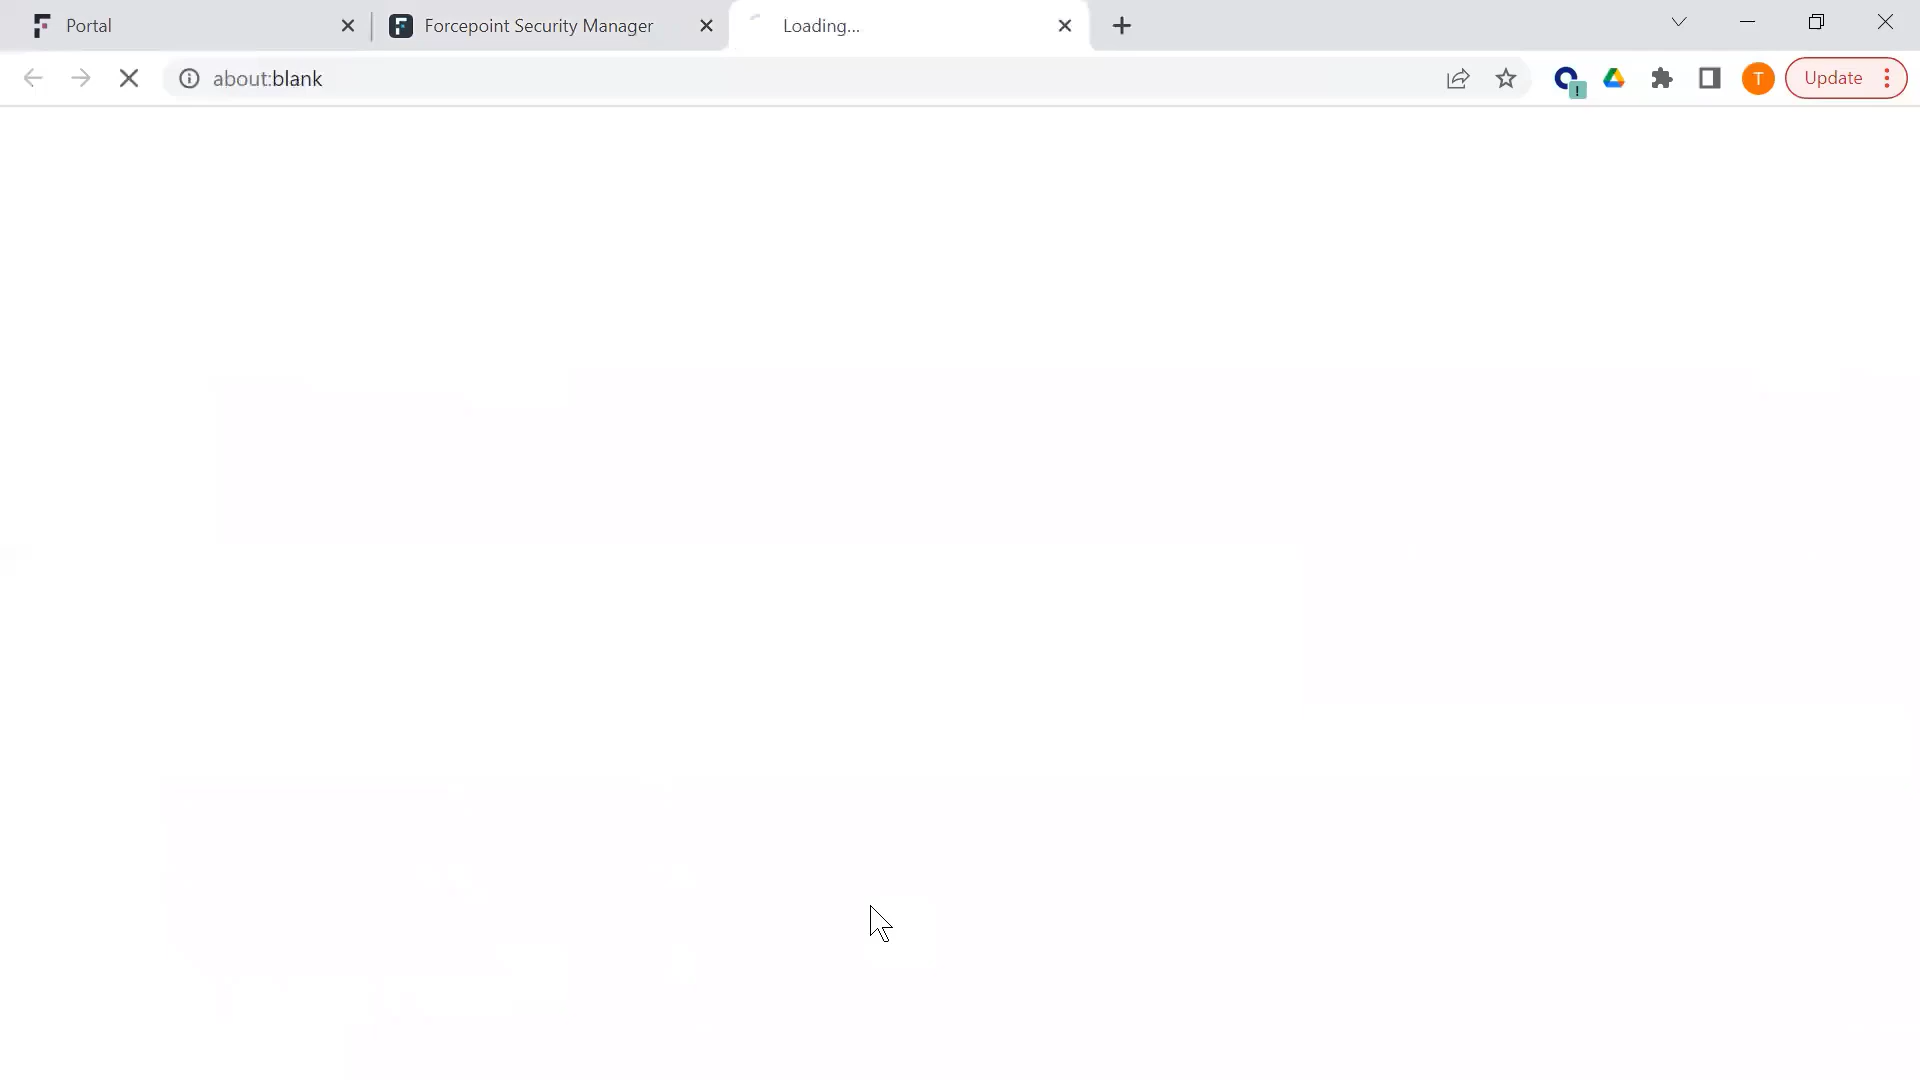 Portal
Forcepoint Security Manager
Loading...
about:blank
!
T
Update